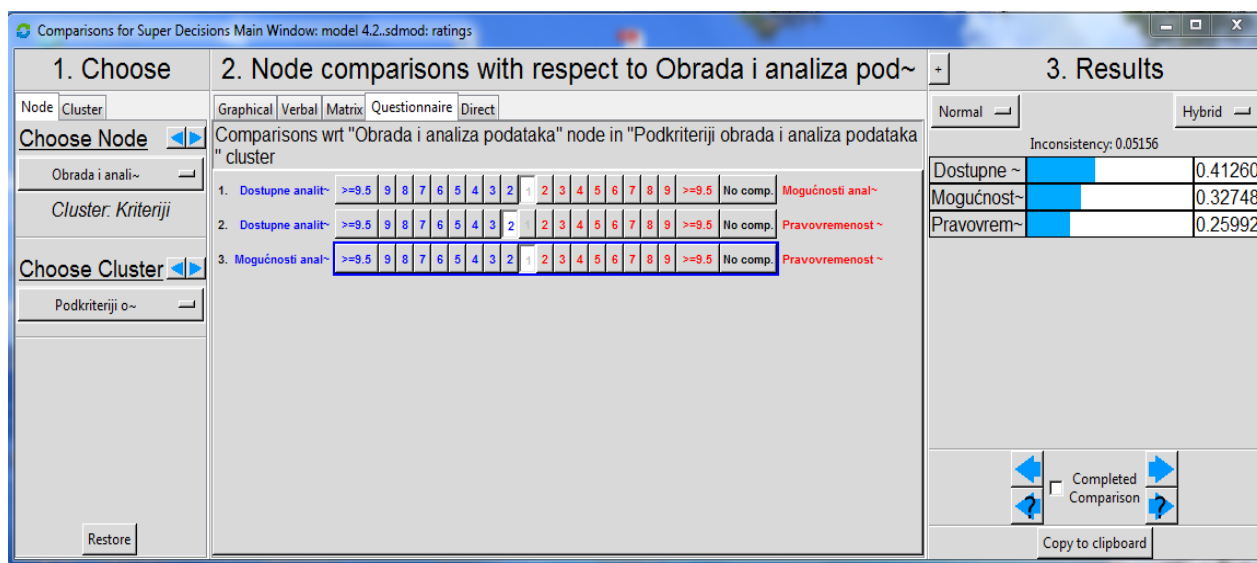 Comparisons for Super Decisions Main Window: model 4.2..sdmod: ratings
1. Choose
Node Cluster
Choose Node
Obrada i anali~
Cluster: Kriteriji
Choose Cluster
Podkriteriji o~
Restore
2. Node comparisons with respect to Obrada i analiza pod~
Graphical Verbal Matrix Questionnaire Direct
Comparisons wrt "Obrada i analiza podataka" node in "Podkriteriji obrada i analiza podataka
" cluster
1. Dostupne analit~ >=9.5 9 8 7 6 5 4 3 2 1 2 3 4 5 6 7 8 9 >=9.5 No comp. Mogućnosti anal~
2. Dostupne analit~ >=9.5 9 8 7 6 5 4 3 2 1 2 3 4 5 6 7 8 9 >=9.5 No comp. Pravovremenost ~
3. Mogućnosti anal~ >=9.5 9 8 7 6 5 4 3 2 1 2 3 4 5 6 7 8 9 >=9.5 No comp. Pravovremenost ~
+ 3. Results
Normal Hybrid
Inconsistency: 0.05156
Dostupne ~ 0.41260
Mogućnost~ 0.32748
Pravovrem~ 0.25992
Completed
Comparison
? ?
Copy to clipboard